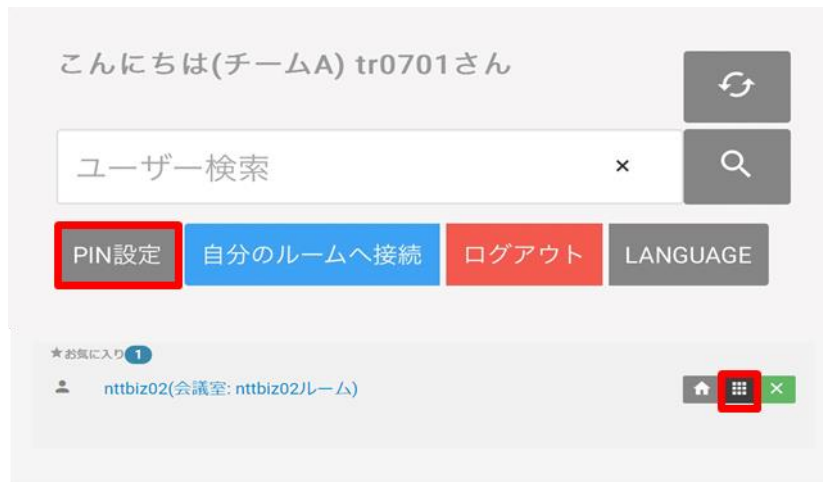 こんにちは(チームA) tr0701さん
ユーザー検索 ×
PIN設定 自分のルームへ接続 ログアウト LANGUAGE
★お気に入り 1
nttbiz02(会議室: nttbiz02ルーム)